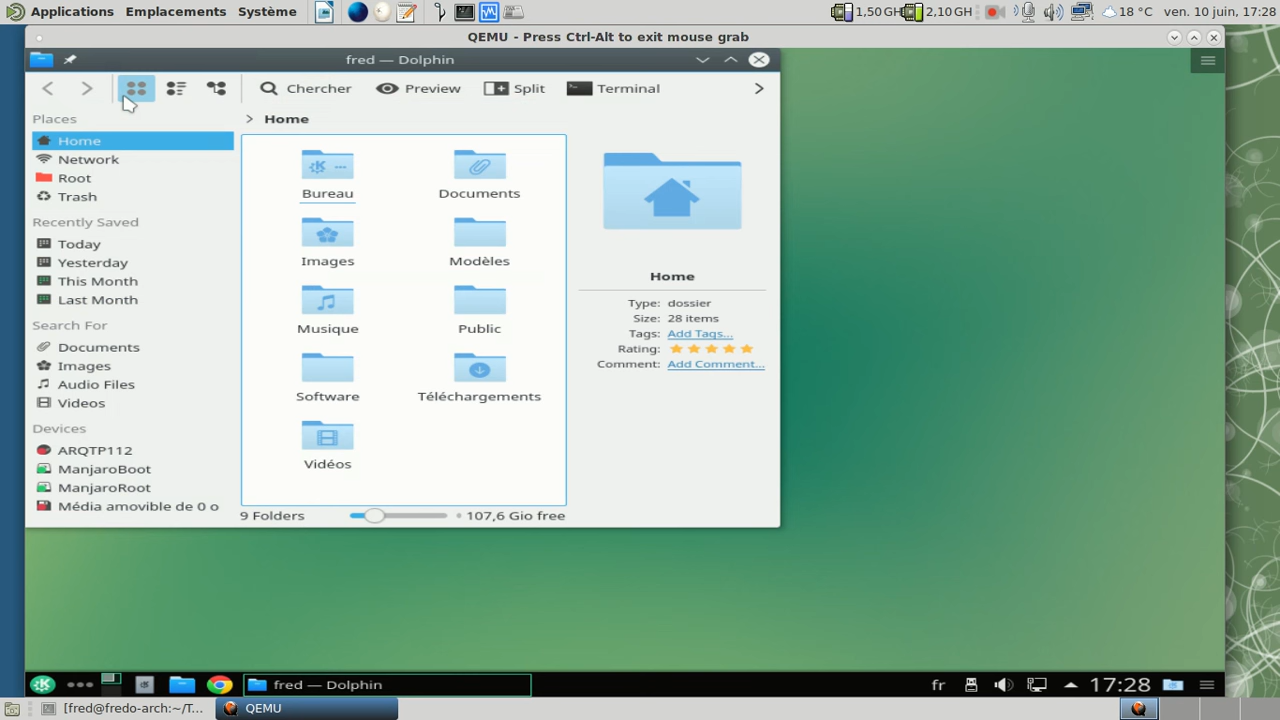 Applications Emplacements Système 1,50GH 2,10GH 18 °C ven. 10 juin, 17:28
QEMU - Press Ctrl-Alt to exit mouse grab
fred — Dolphin
Chercher Preview Split Terminal
Places
> Home
Home
Network
Root
Trash
Recently Saved
Today
Yesterday
This Month
Last Month
Search For
Documents
Images
Audio Files
Videos
Devices
ARQTP112
ManjaroBoot
ManjaroRoot
Média amovible de 0 o
Bureau Documents
Images Modèles
Musique Public
Software Téléchargements
Vidéos
9 Folders 107,6 Gio free
Home
Type: dossier
Size: 28 items
Tags: Add Tags...
Rating:
Comment: Add Comment...
fred — Dolphin fr 17:28
[fred@fredo-arch:~/T... QEMU